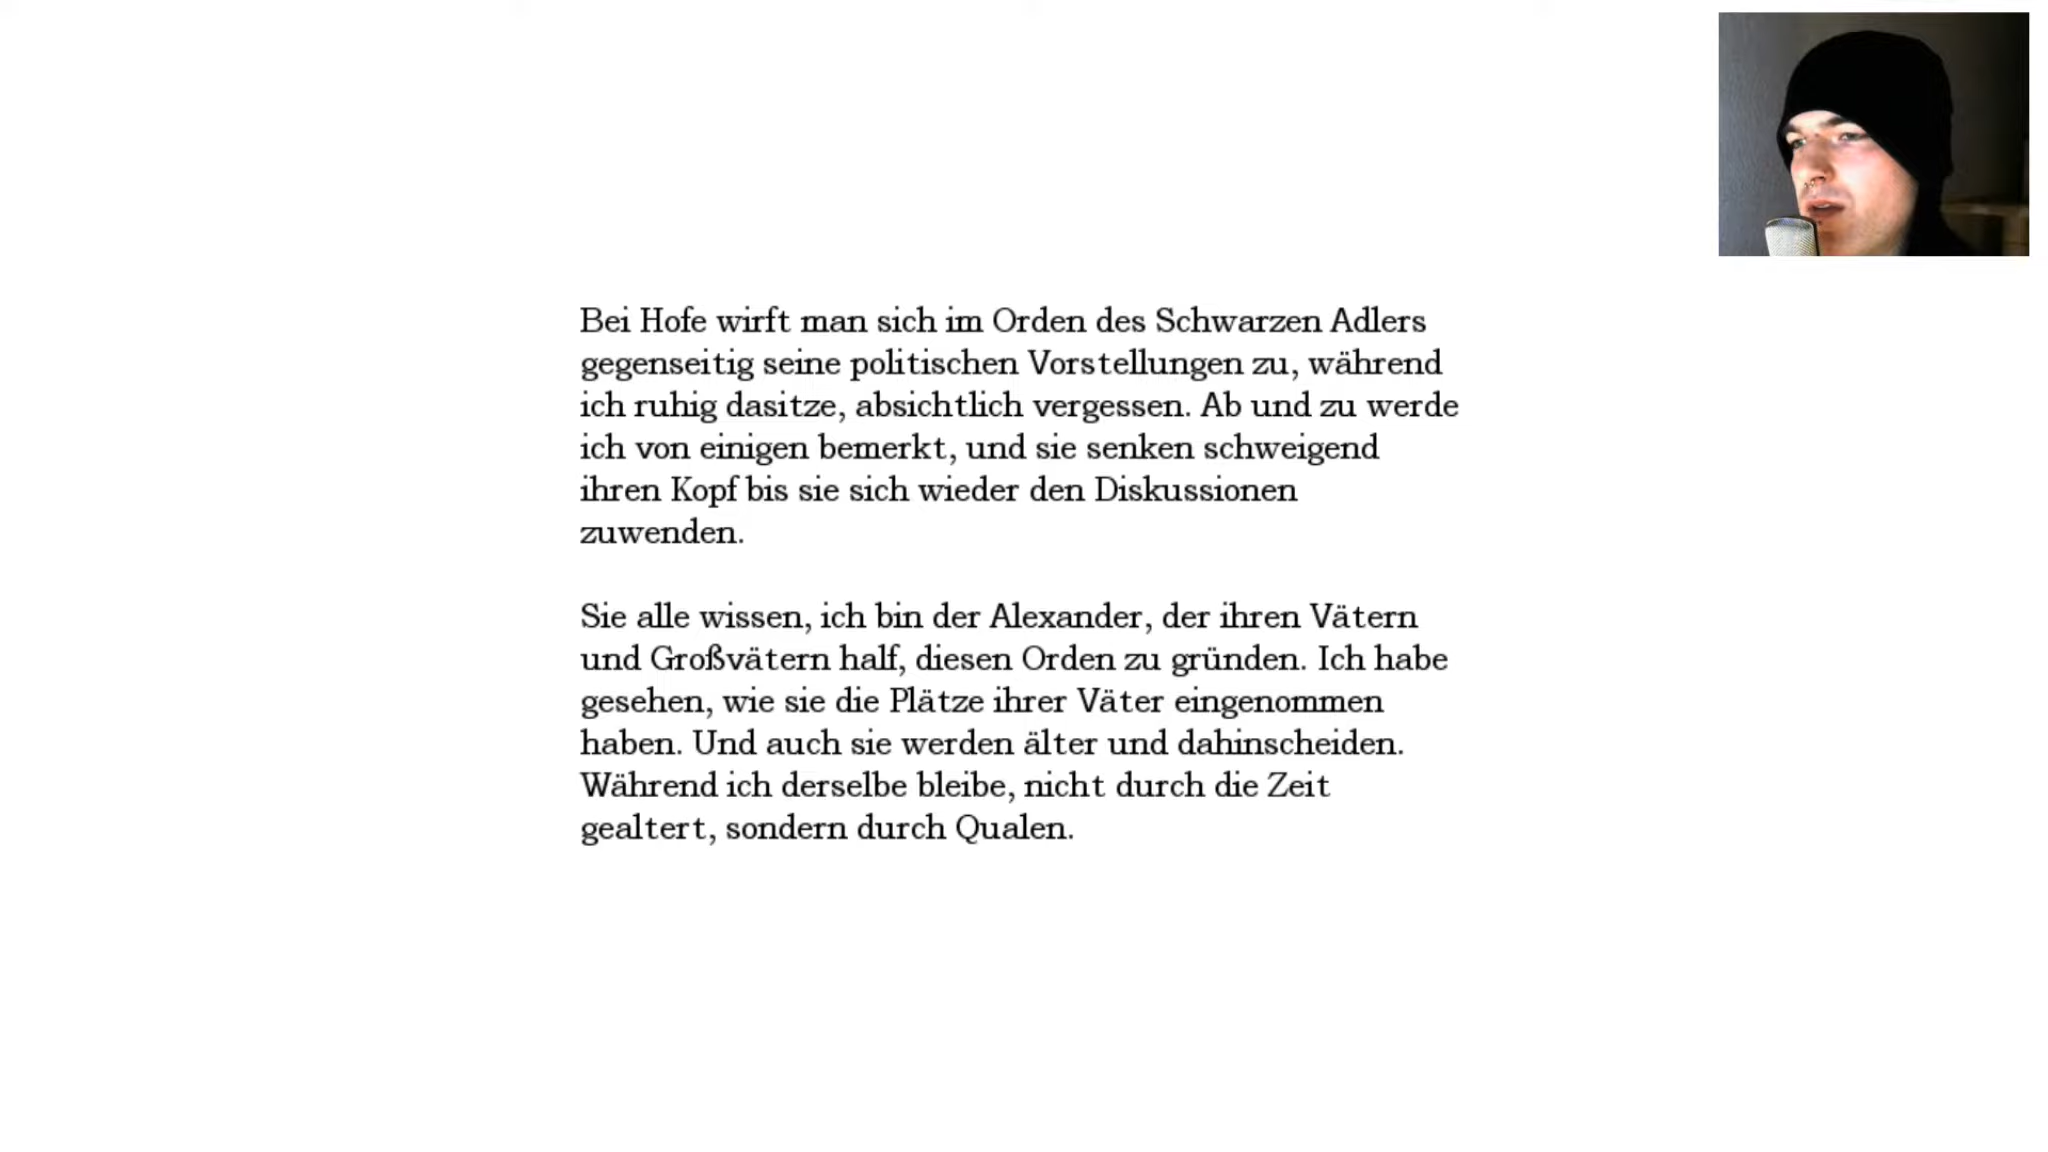 Bei Hofe wirft man sich im Orden des Schwarzen Adlers
gegenseitig seine politischen Vorstellungen zu, während
ich ruhig dasitze, absichtlich vergessen. Ab und zu werde
ich von einigen bemerkt, und sie senken schweigend
ihren Kopf bis sie sich wieder den Diskussionen
zuwenden.
Sie alle wissen, ich bin der Alexander, der ihren Vätern
und Großvätern half, diesen Orden zu gründen. Ich habe
gesehen, wie sie die Plätze ihrer Väter eingenommen
haben. Und auch sie werden älter und dahinscheiden.
Während ich derselbe bleibe, nicht durch die Zeit
gealtert, sondern durch Qualen.